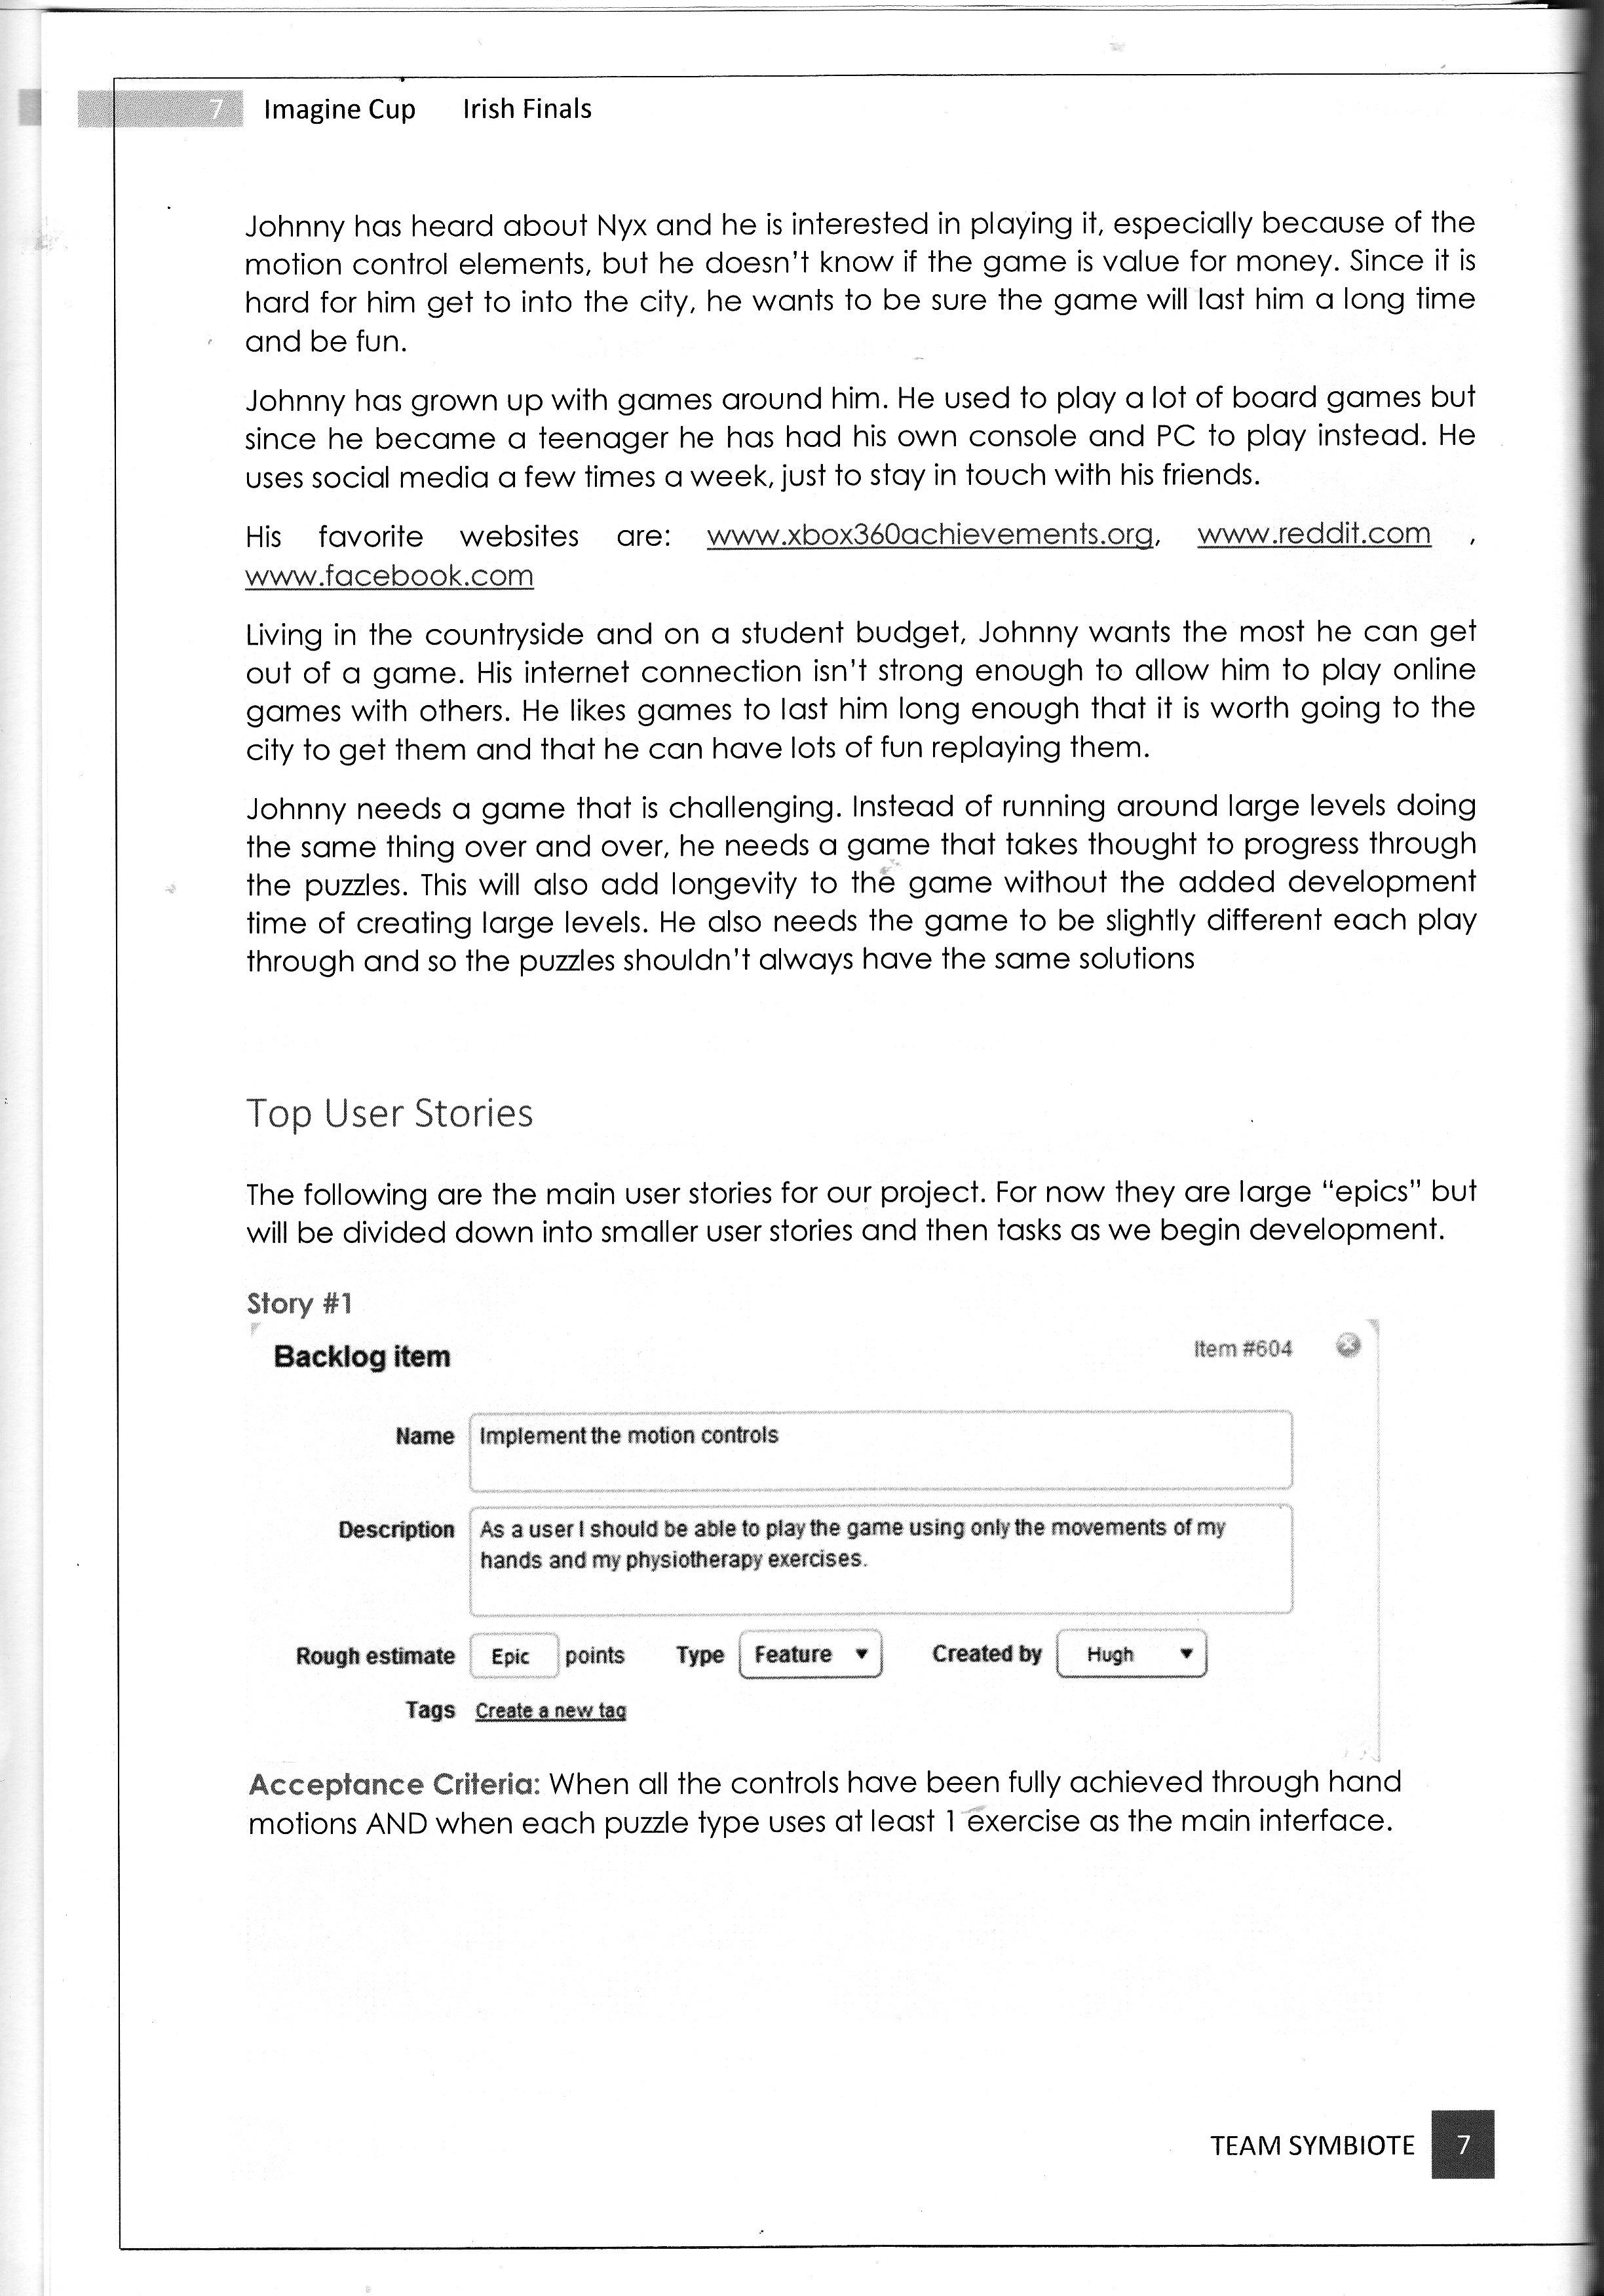 7 Imagine Cup Irish Finals
Johnny has heard about Nyx and he is interested in playing it, especially because of the
motion control elements, but he doesn't know if the game is value for money. Since it is
hard for him get to into the city, he wants to be sure the game will last him a long time
and be fun.
Johnny has grown up with games around him. He used to play a lot of board games but
since he became a teenager he has had his own console and PC to play instead. He
uses social media a few times a week, just to stay in touch with his friends.
His favorite websites are: www.xbox360achievements.org, www.reddit.com ,
www.facebook.com
Living in the countryside and on a student budget, Johnny wants the most he can get
out of a game. His internet connection isn't strong enough to allow him to play online
games with others. He likes games to last him long enough that it is worth going to the
city to get them and that he can have lots of fun replaying them.
Johnny needs a game that is challenging. Instead of running around large levels doing
the same thing over and over, he needs a game that takes thought to progress through
the puzzles. This will also add longevity to the game without the added development
time of creating large levels. He also needs the game to be slightly different each play
through and so the puzzles shouldn't always have the same solutions
Top User Stories
The following are the main user stories for our project. For now they are large "epics" but
will be divided down into smaller user stories and then tasks as we begin development.
Story #1
Backlog item Item #604
Name Implement the motion controls
Description As a user I should be able to play the game using only the movements of my
hands and my physiotherapy exercises.
Rough estimate Epic points Type Feature Created by Hugh
Tags Create a new tag
Acceptance Criteria: When all the controls have been fully achieved through hand
motions AND when each puzzle type uses at least 1 exercise as the main interface.
TEAM SYMBIOTE 7